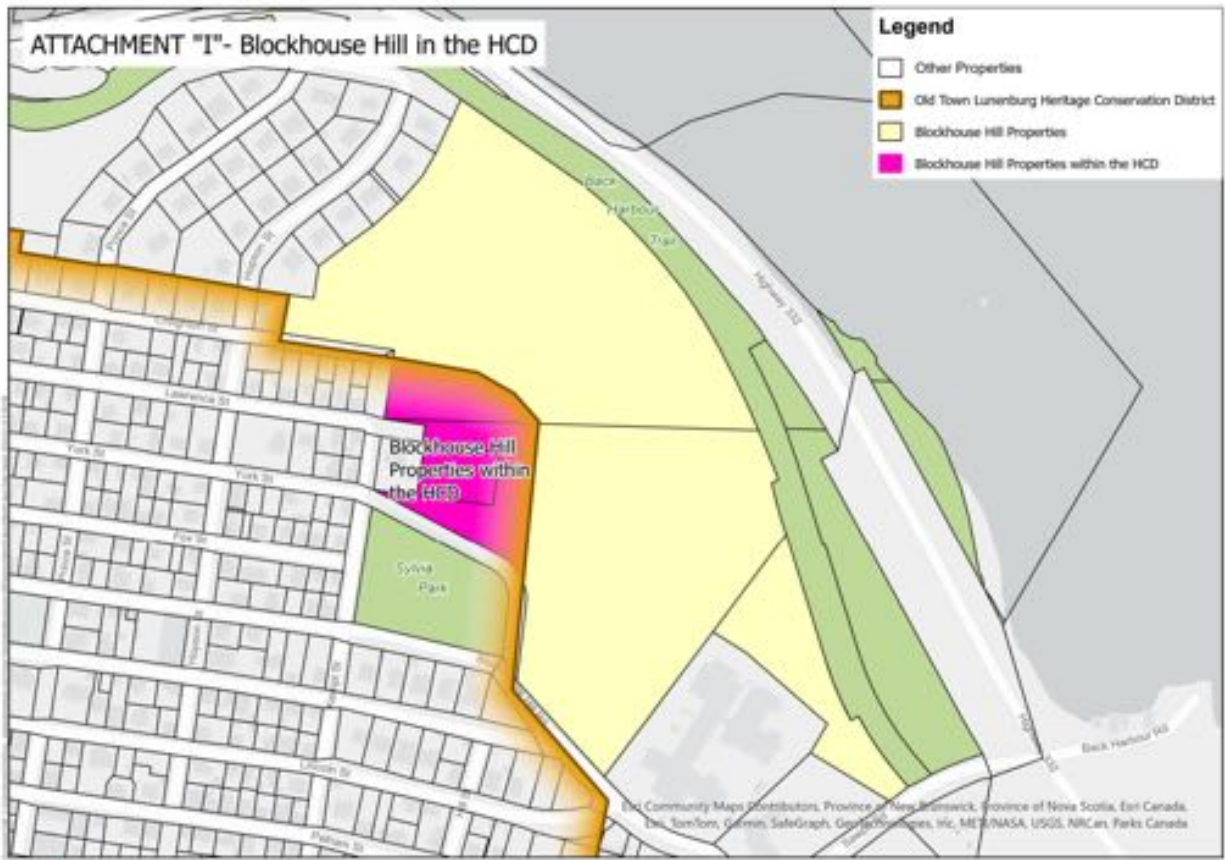 ATTACHMENT "I"- Blockhouse Hill in the HCD
Legend
Other Properties
Old Town Lunenburg Heritage Conservation District
Blockhouse Hill Properties
Blockhouse Hill Properties within the HCD
Back
Harbour
Trail
Highway 332
Prince St
Hopson St
Lawrence St
York St
York St
Fox St
Blockhouse Hill
Properties within
the HCD
Sylvia
Park
Lincoln St
Pelham St
Back Harbour Rd
Esri Community Maps Contributors, Province of New Brunswick, Province of Nova Scotia, Esri Canada,
Esri, TomTom, Garmin, SafeGraph, GeoTechnologies, Inc, METI/NASA, USGS, NRCan, Parks Canada